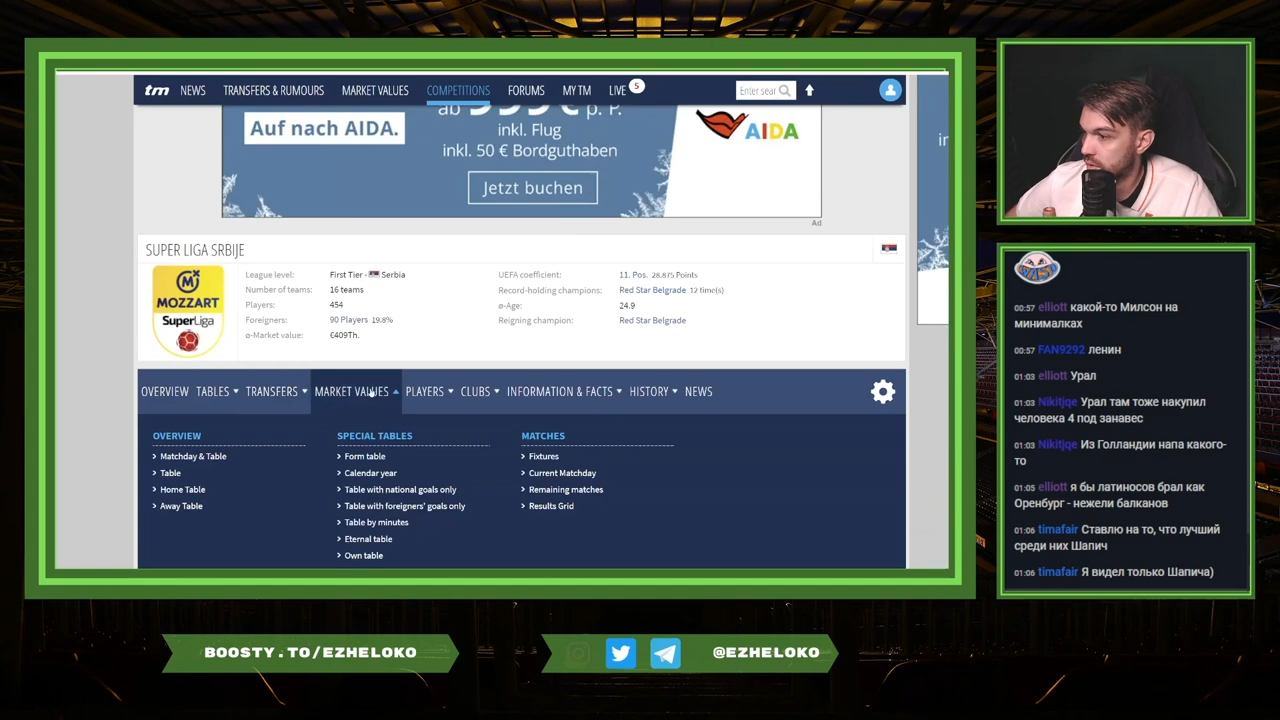 tm NEWS TRANSFERS & RUMOURS MARKET VALUES COMPETITIONS FORUMS MY TM LIVE 5 Enter sear
Auf nach AIDA.
inkl. Flug
inkl. 50 € Bordguthaben
Jetzt buchen
AIDA
Ad
SUPER LIGA SRBIJE
MOZZART
SuperLiga
League level: First Tier - Serbia
Number of teams: 16 teams
Players: 454
Foreigners: 90 Players 19.8%
ø-Market value: €409Th.
UEFA coefficient: 11. Pos. 28.875 Points
Record-holding champions: Red Star Belgrade 12 time(s)
ø-Age: 24.9
Reigning champion: Red Star Belgrade
OVERVIEW TABLES TRANSFERS MARKET VALUES PLAYERS CLUBS INFORMATION & FACTS HISTORY NEWS
OVERVIEW
Matchday & Table
Table
Home Table
Away Table
SPECIAL TABLES
Form table
Calendar year
Table with national goals only
Table with foreigners' goals only
Table by minutes
Eternal table
Own table
MATCHES
Fixtures
Current Matchday
Remaining matches
Results Grid
00:57 elliott какой-то Милсон на
минималках
00:57 FAN9292 ленин
01:03 elliott Урал
01:03 Nikitjqe Урал там тоже накупил
человека 4 под занавес
01:03 Nikitjqe Из Голландии напа какого-
то
01:05 elliott я бы латиносов брал как
Оренбург - нежели балканов
01:06 timafair Ставлю на то, что лучший
среди них Шапич
01:06 timafair Я видел только Шапича)
BOOSTY.TO/EZHELOKO
@EZHELOKO